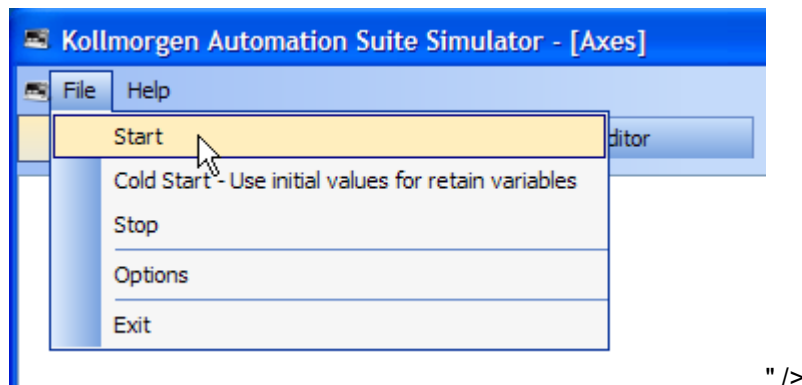 Kollmorgen Automation Suite Simulator - [Axes]
File Help
Start
ditor
Cold Start - Use initial values for retain variables
Stop
Options
Exit
" />